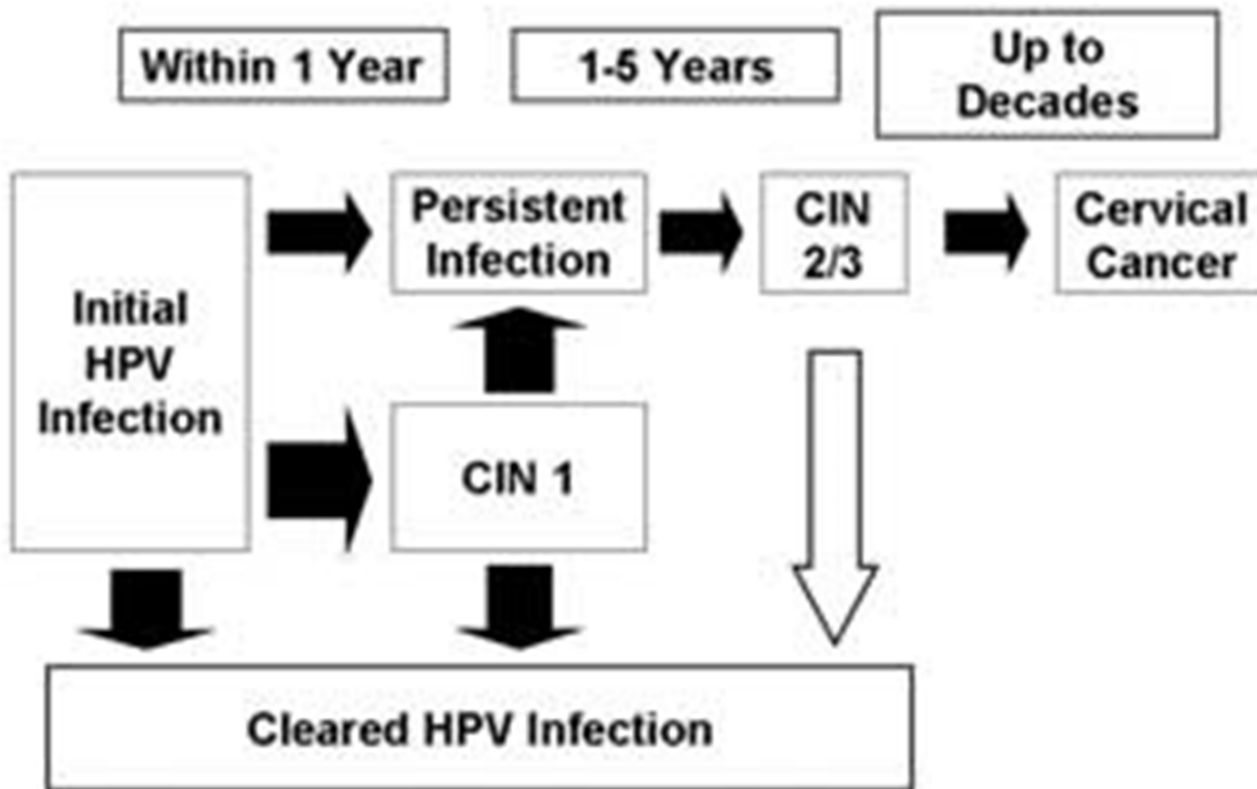 Within 1 Year
1-5 Years
Up to
Decades
Initial
HPV
Infection
Persistent
Infection
CIN
2/3
Cervical
Cancer
CIN 1
Cleared HPV Infection